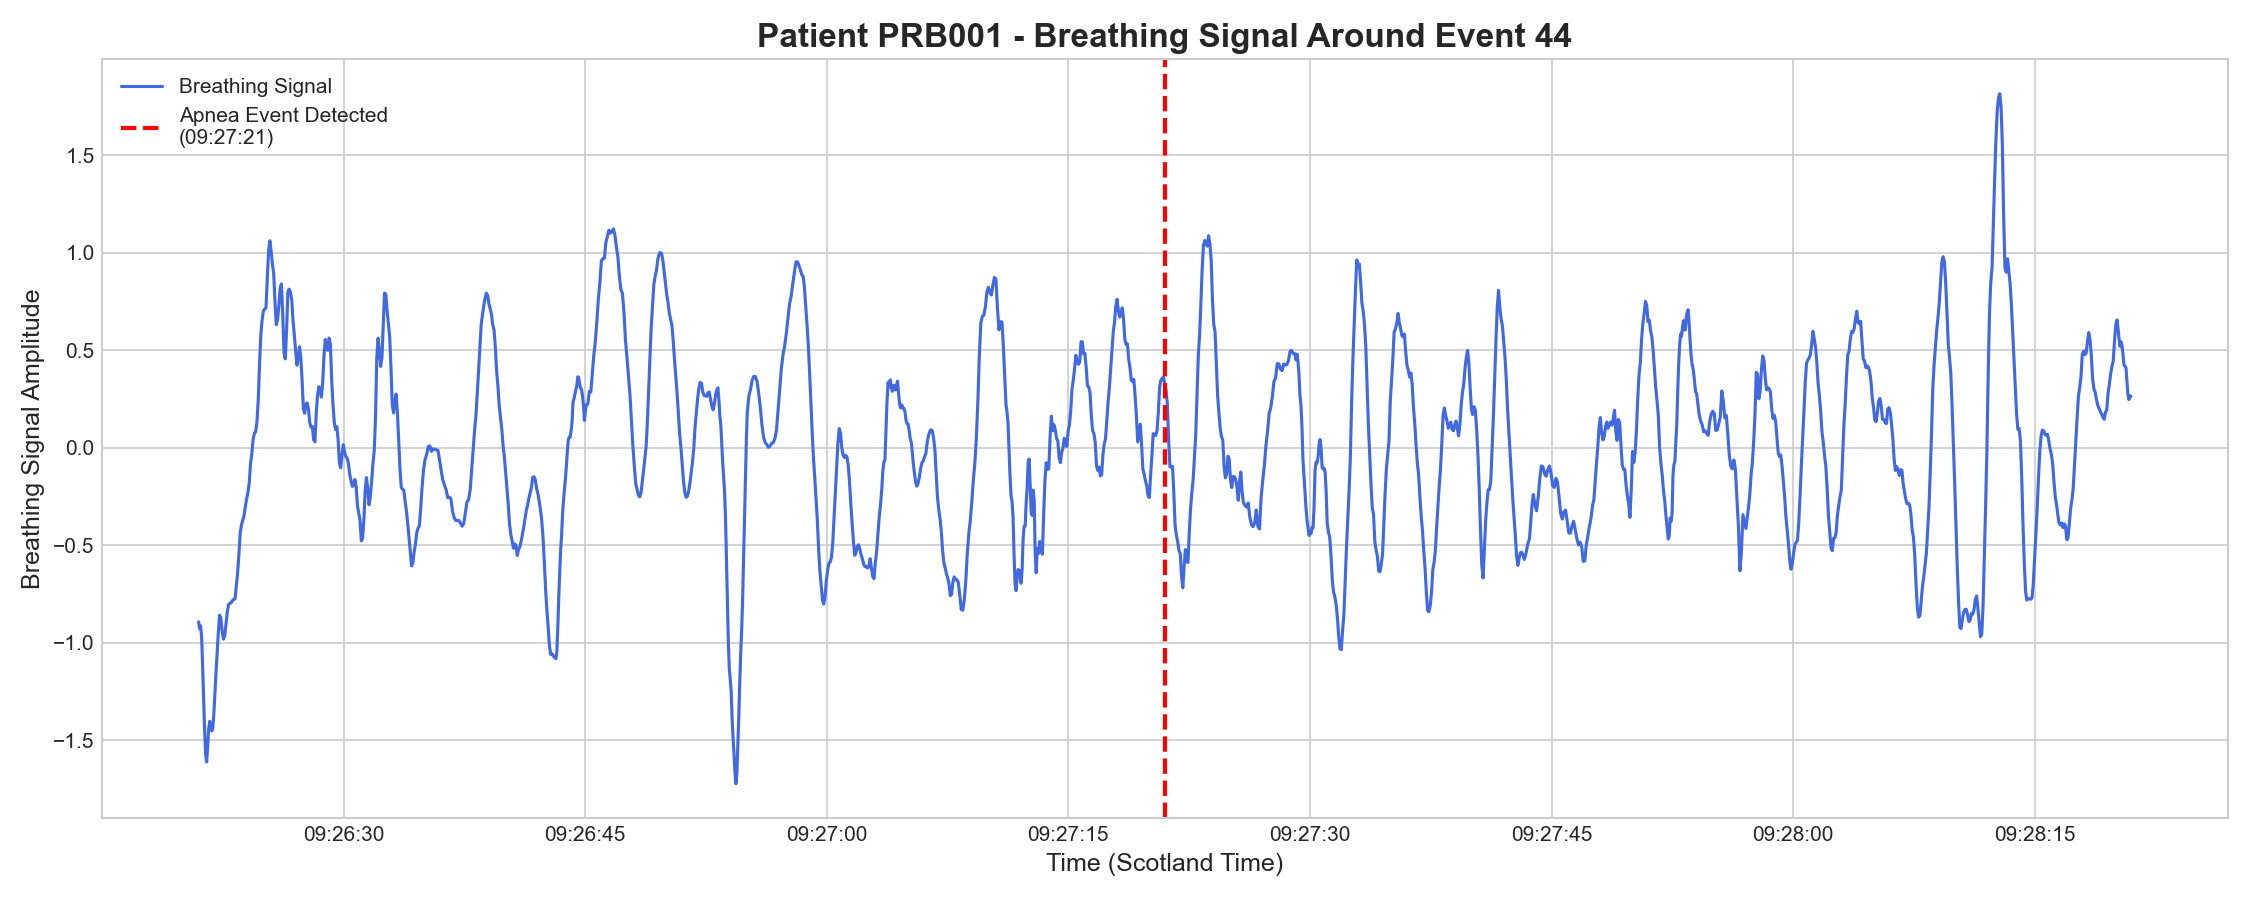 Patient PRB001 - Breathing Signal Around Event 44
Breathing Signal
Apnea Event Detected
(09:27:21)
Breathing Signal Amplitude
1.5
1.0
0.5
0.0
−0.5
−1.0
−1.5
09:26:30 09:26:45 09:27:00 09:27:15 09:27:30 09:27:45 09:28:00 09:28:15
Time (Scotland Time)